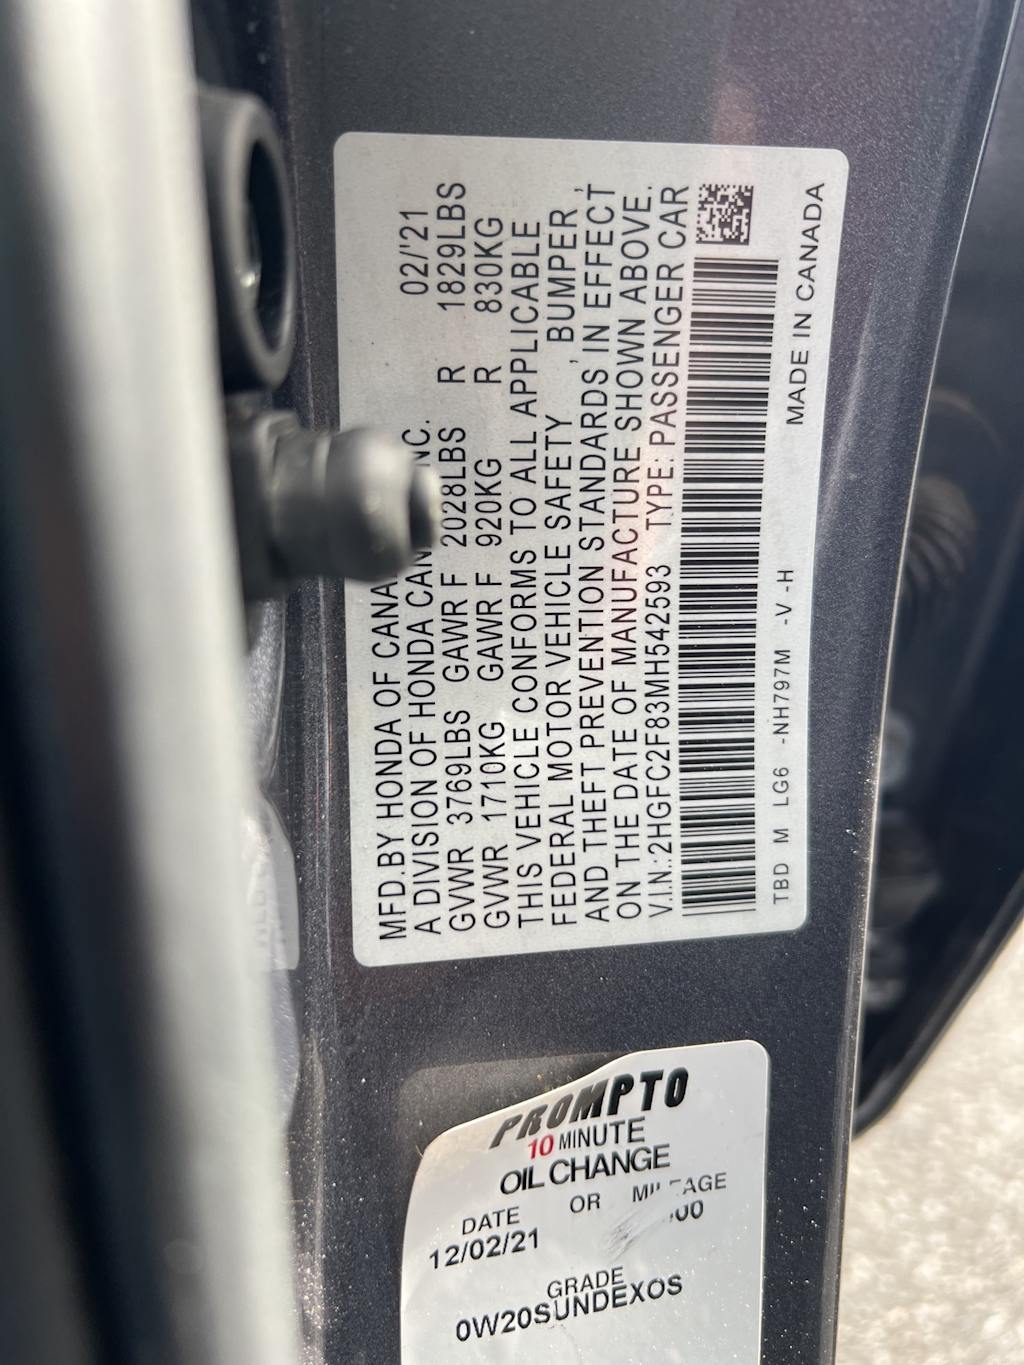 MFD.BY HONDA OF CANA
02/'21
A DIVISION OF HONDA CAN NC.
GVWR 3769LBS GAWR F 2028LBS R 1829LBS
GVWR 1710KG GAWR F 920KG R 830KG
THIS VEHICLE CONFORMS TO ALL APPLICABLE
FEDERAL MOTOR VEHICLE SAFETY , BUMPER ,
AND THEFT PREVENTION STANDARDS IN EFFECT
ON THE DATE OF MANUFACTURE SHOWN ABOVE.
V.I.N.:2HGFC2F83MH542593 TYPE:PASSENGER CAR
TBD M LG6 -NH797M -V -H
MADE IN CANADA
PROMPTO
10 MINUTE
OIL CHANGE
DATE OR MILEAGE
12/02/21 00
GRADE
0W20SUNDEXOS